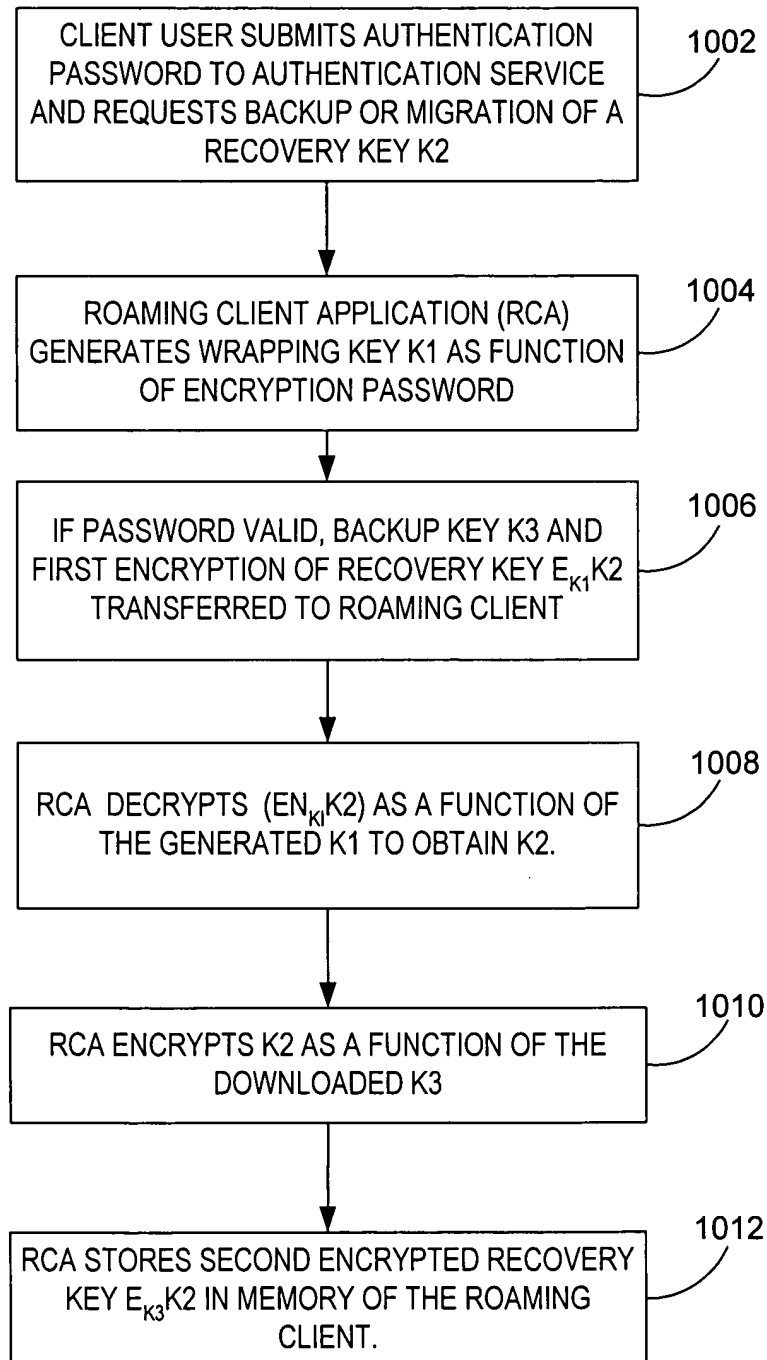 CLIENT USER SUBMITS AUTHENTICATION
PASSWORD TO AUTHENTICATION SERVICE
AND REQUESTS BACKUP OR MIGRATION OF A
RECOVERY KEY K2
1002
ROAMING CLIENT APPLICATION (RCA)
GENERATES WRAPPING KEY K1 AS FUNCTION
OF ENCRYPTION PASSWORD
1004
IF PASSWORD VALID, BACKUP KEY K3 AND
FIRST ENCRYPTION OF RECOVERY KEY E_K1K2
TRANSFERRED TO ROAMING CLIENT
1006
RCA DECRYPTS (EN_KIK2) AS A FUNCTION OF
THE GENERATED K1 TO OBTAIN K2.
1008
RCA ENCRYPTS K2 AS A FUNCTION OF THE
DOWNLOADED K3
1010
RCA STORES SECOND ENCRYPTED RECOVERY
KEY E_K3K2 IN MEMORY OF THE ROAMING
CLIENT.
1012